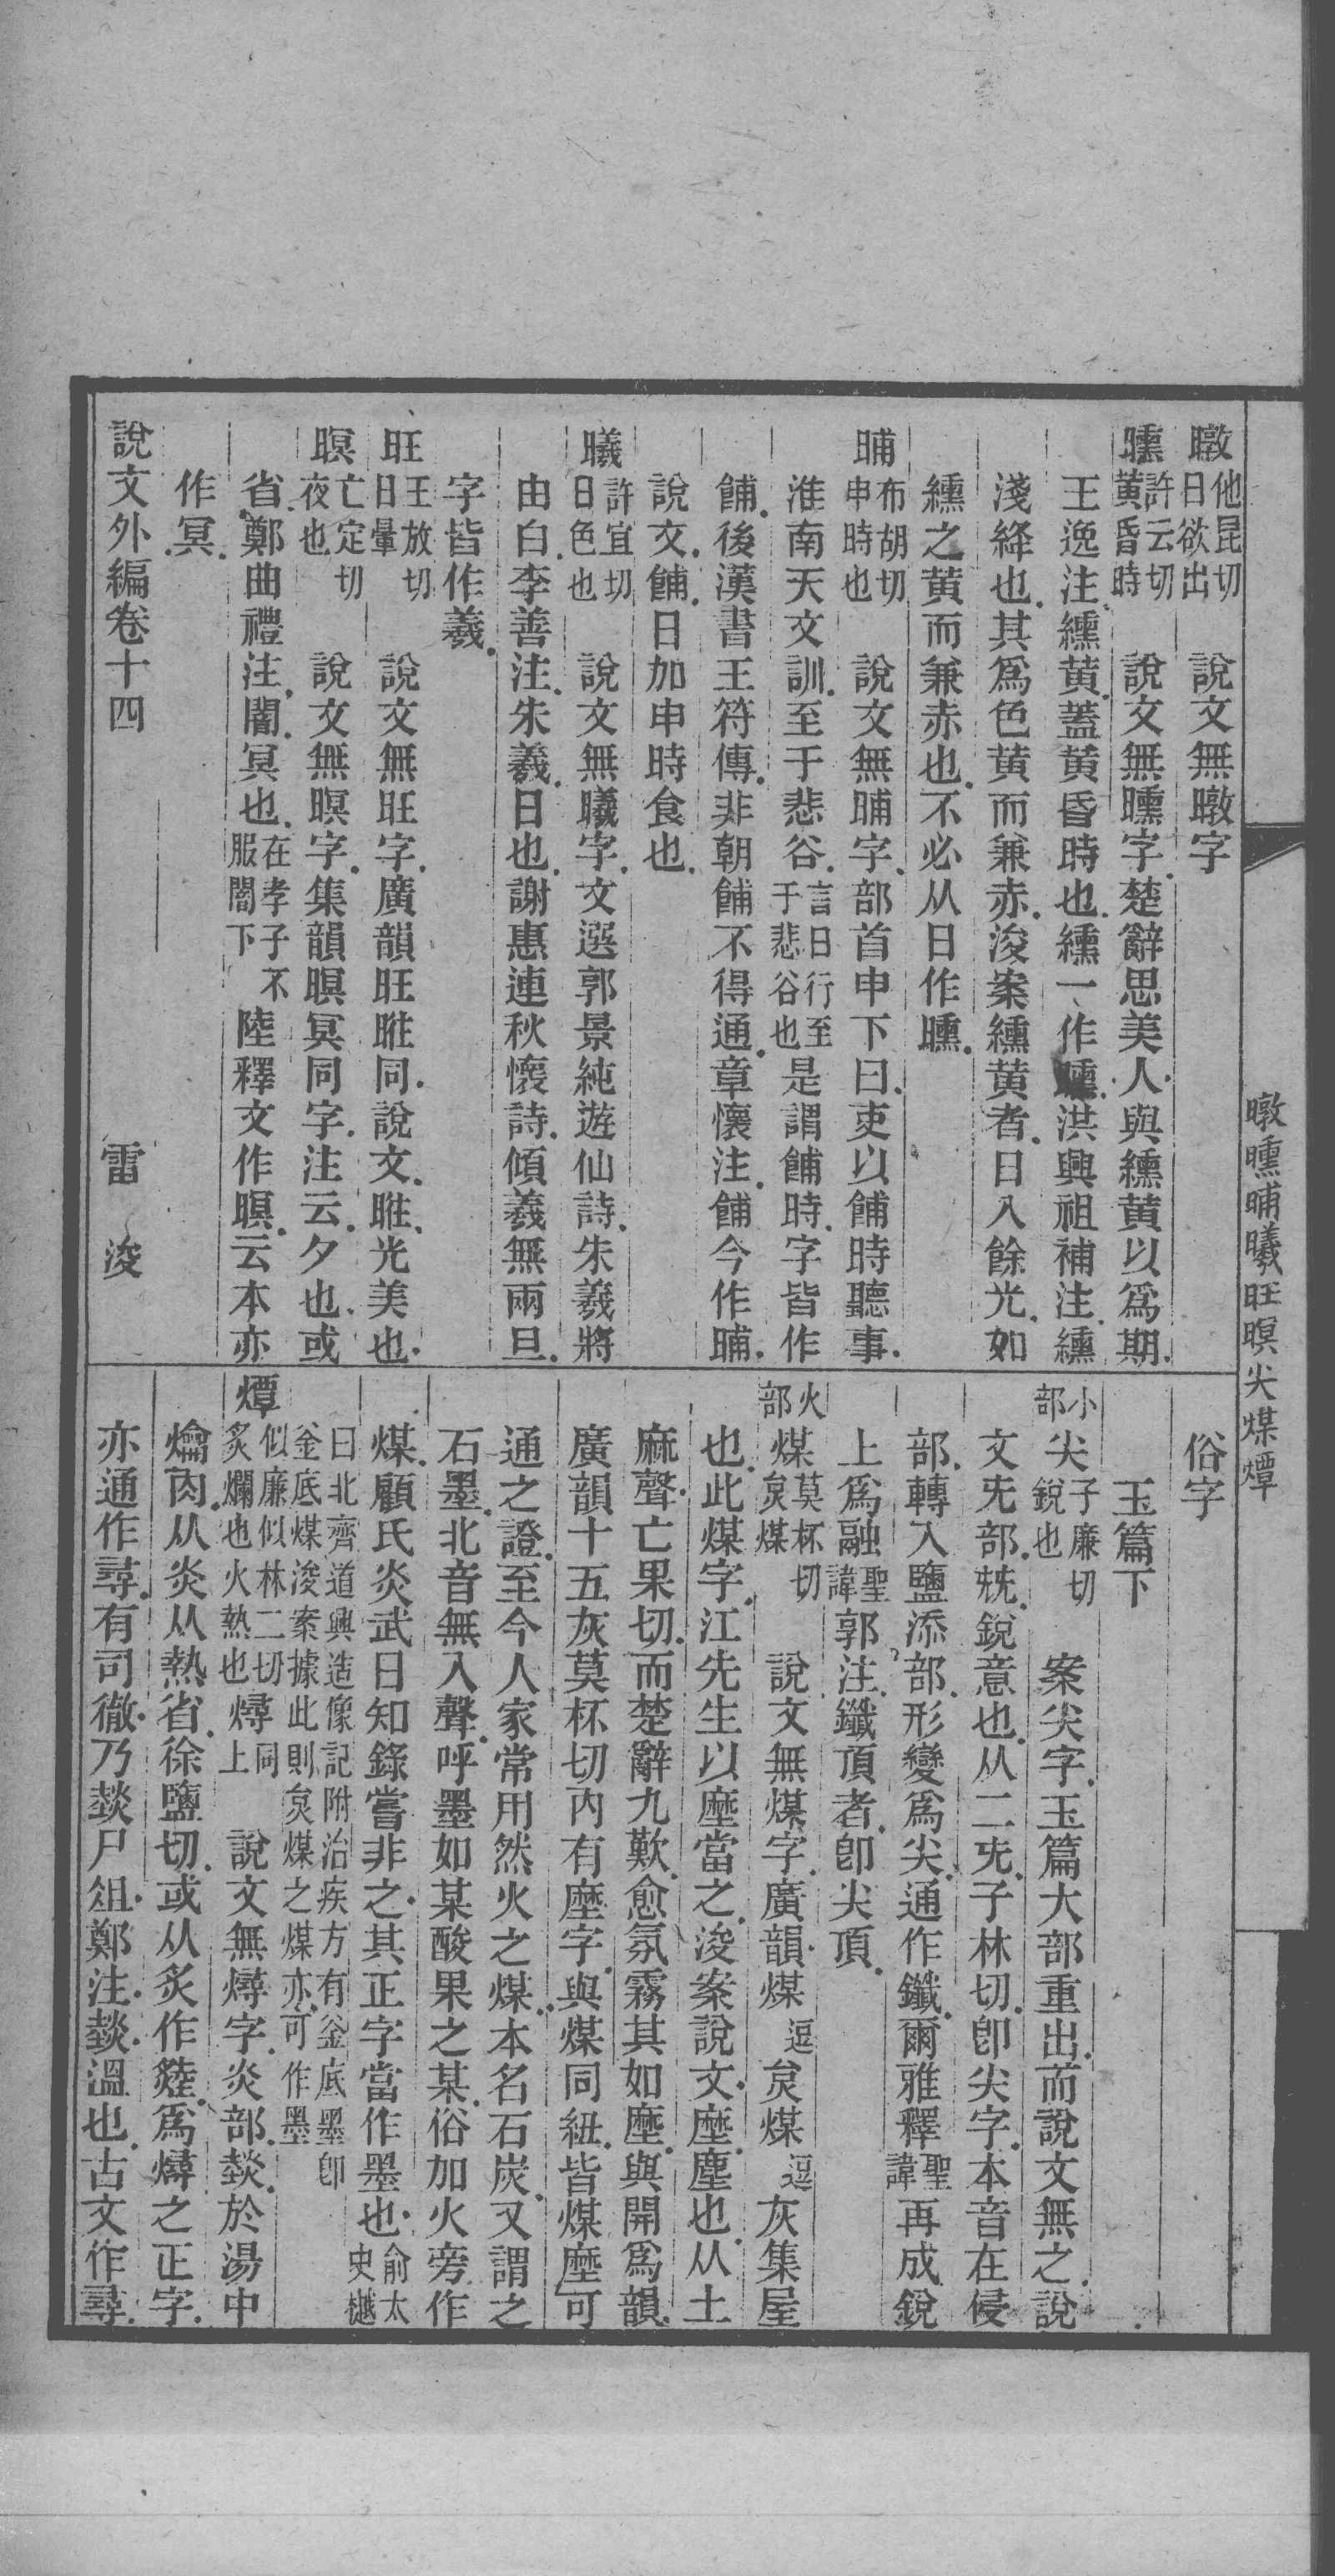 暾他昆切日欲出 說文無暾字
曛許云切黃昏時 說文無曛字楚辭思美人與纁黃以爲期
王逸注纁黃蓋黄昏時也纁一作曛洪興祖補注纁
淺絳也其爲色黄而兼赤浚案纁黄者日入餘光如
纁之黄而兼赤也不必从日作曛
晡布胡切申時也 說文無晡字部首申下曰吏以餔時聽事
淮南天文訓至于悲谷言日行至于悲谷也是謂餔時字皆作
餔後漢書王符傳非朝餔不得通章懷注餔今作晡
說文餔日加申時食也
曦許宜切日色也 說文無曦字文選郭景純遊仙詩朱羲將
由白李善注朱羲日也謝惠連秋懷詩傾羲無兩旦
字皆作羲
旺王放切日暈 說文無旺字廣韻旺暀同說文暀光美也
暝亡定切夜也 說文無暝字集韻暝冥同字注云夕也或
省鄭曲禮注闇冥也在孝子不服闇下陸釋文作暝云本亦
作冥
說文外編卷十四 雷浚
俗字
玉篇下
小部
尖子廉切銳也 案尖字玉篇大部重出而說文無之說
文兂部兓銳意也从二兂子林切卽尖字本音在侵
部轉入鹽添部形變爲尖通作鑯爾雅釋聖諱再成銳
上爲融聖諱郭注鑯頂者卽尖頂
火部
煤莫杯切炱煤 說文無煤字廣韻煤逗炱煤逗灰集屋
也此煤字江先生以塺當之浚案說文塺塵也从土
麻聲亡果切而楚辭九歎愈氛霧其如塺與開爲韻
廣韻十五灰莫杯切內有塺字與煤同紐皆煤塺可
通之證至今人家常用然火之煤本名石炭又謂之
石墨北音無入聲呼墨如某酸果之某俗加火旁作
煤顧氏炎武日知錄嘗非之其正字當作墨也俞太史樾
曰北齊道興造像記附治疾方有釜底墨卽釜底煤浚案據此則炱煤之煤亦可作墨
燂似廉似林二切炙爛也火熱也燖同上 說文無燖字炎部燅於湯中
爚肉从炎从熱省徐鹽切或从炙作䊀爲燖之正字
亦通作尋有司徹乃燅尸俎鄭注燅溫也古文作尋
暾曛晡曦旺暝尖煤燂